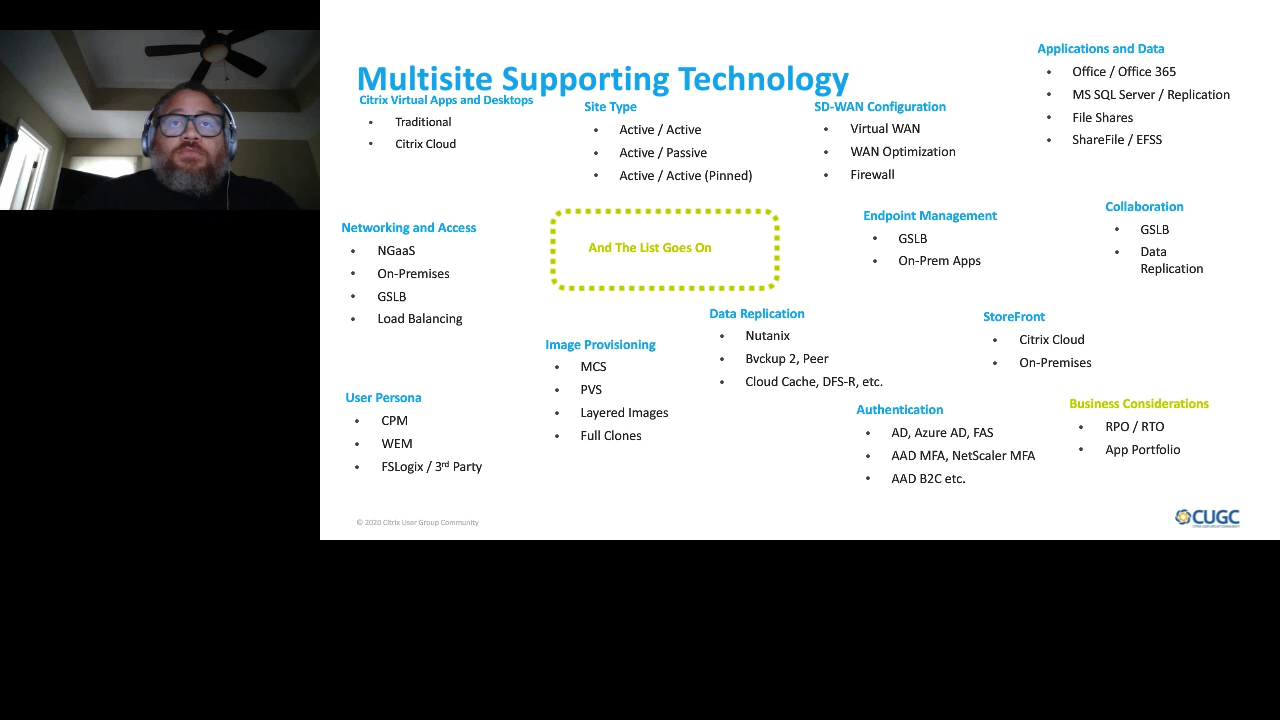 Multisite Supporting Technology
Citrix Virtual Apps and Desktops
• Traditional
• Citrix Cloud
Site Type
• Active / Active
• Active / Passive
• Active / Active (Pinned)
SD-WAN Configuration
• Virtual WAN
• WAN Optimization
• Firewall
Applications and Data
• Office / Office 365
• MS SQL Server / Replication
• File Shares
• ShareFile / EFSS
Networking and Access
• NGaaS
• On-Premises
• GSLB
• Load Balancing
And The List Goes On
Endpoint Management
• GSLB
• On-Prem Apps
Collaboration
• GSLB
• Data
Replication
Image Provisioning
• MCS
• PVS
• Layered Images
• Full Clones
Data Replication
• Nutanix
• Bvckup 2, Peer
• Cloud Cache, DFS-R, etc.
StoreFront
• Citrix Cloud
• On-Premises
User Persona
• CPM
• WEM
• FSLogix / 3rd Party
Authentication
• AD, Azure AD, FAS
• AAD MFA, NetScaler MFA
• AAD B2C etc.
Business Considerations
• RPO / RTO
• App Portfolio
© 2020 Citrix User Group Community
CUGC
CITRIX USER GROUP COMMUNITY